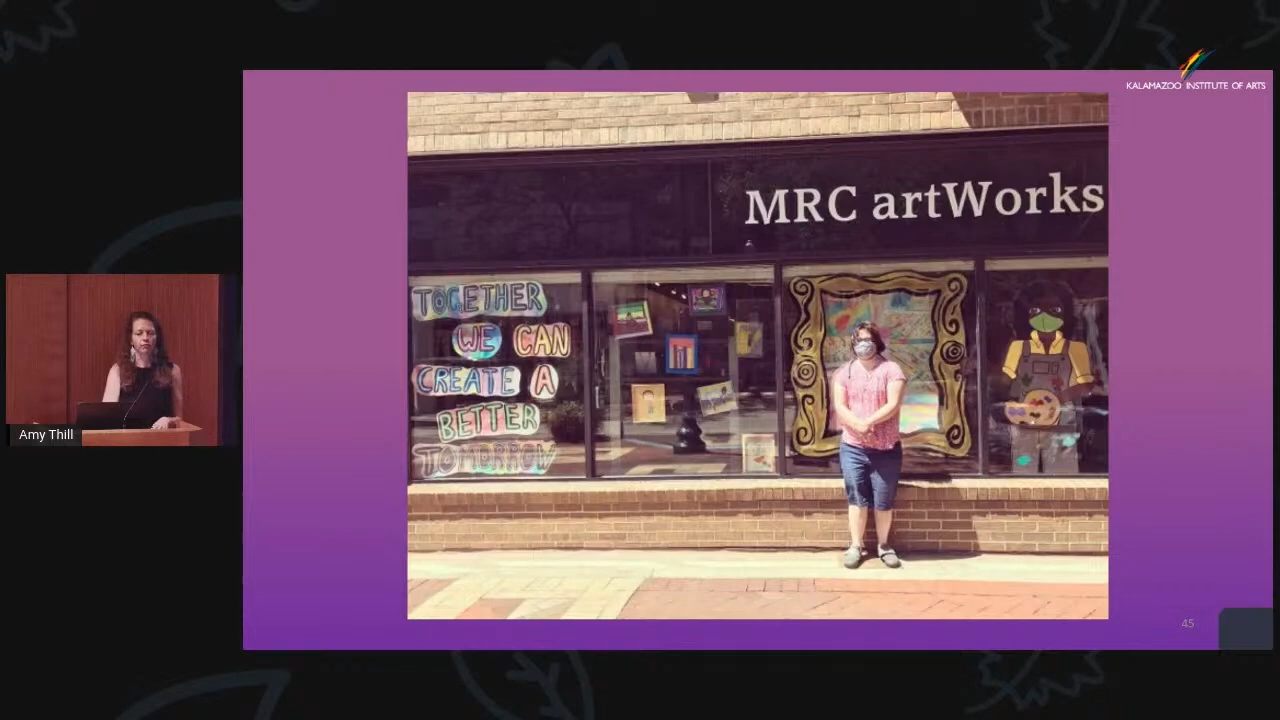 KALAMAZOO INSTITUTE OF ARTS
MRC artWorks
TOGETHER
WE CAN
CREATE A
BETTER
TOMORROW
Amy Thill
45